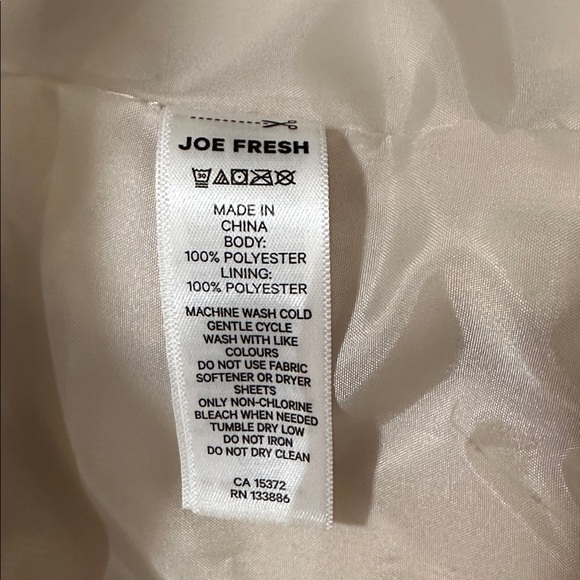 JOE FRESH
30
MADE IN
CHINA
BODY:
100% POLYESTER
LINING:
100% POLYESTER
MACHINE WASH COLD
GENTLE CYCLE
WASH WITH LIKE
COLOURS
DO NOT USE FABRIC
SOFTENER OR DRYER
SHEETS
ONLY NON-CHLORINE
BLEACH WHEN NEEDED
TUMBLE DRY LOW
DO NOT IRON
DO NOT DRY CLEAN
CA 15372
RN 133886